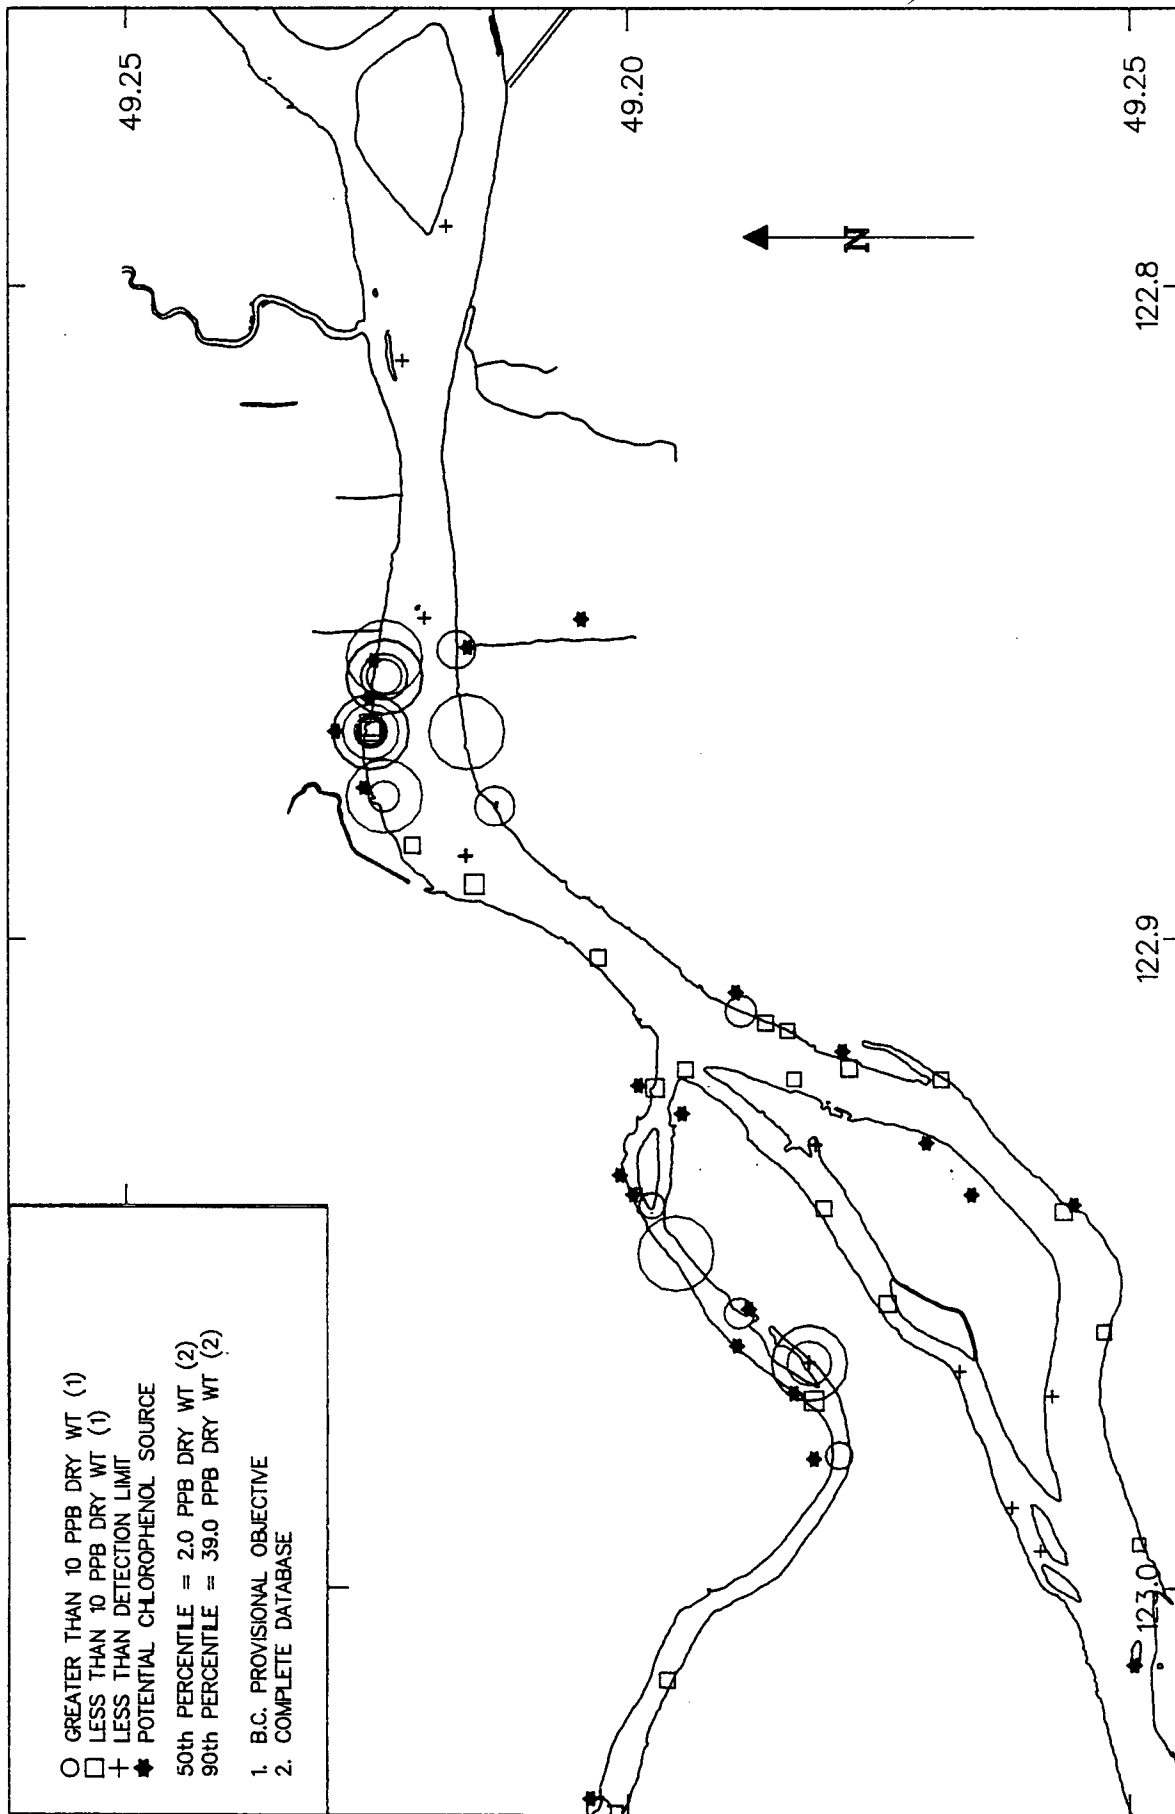 ○ GREATER THAN 10 PPB DRY WT (1)
□ LESS THAN 10 PPB DRY WT (1)
+ LESS THAN DETECTION LIMIT
✱ POTENTIAL CHLOROPHENOL SOURCE
50th PERCENTILE = 2.0 PPB DRY WT (2)
90th PERCENTILE = 39.0 PPB DRY WT (2)
1. B.C. PROVISIONAL OBJECTIVE
2. COMPLETE DATABASE
49.25
49.20
49.25
N
123.0
122.9
122.8